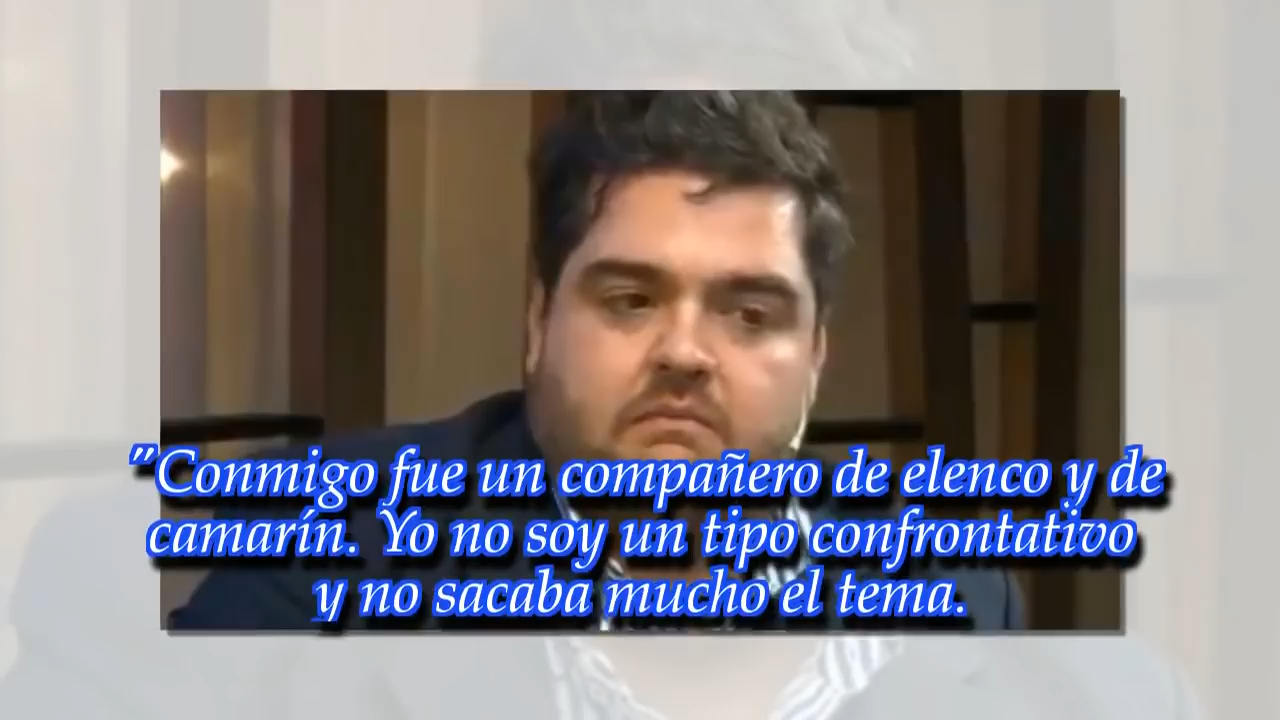 "Conmigo fue un compañero de elenco y de
camarín. Yo no soy un tipo confrontativo
y no sacaba mucho el tema.